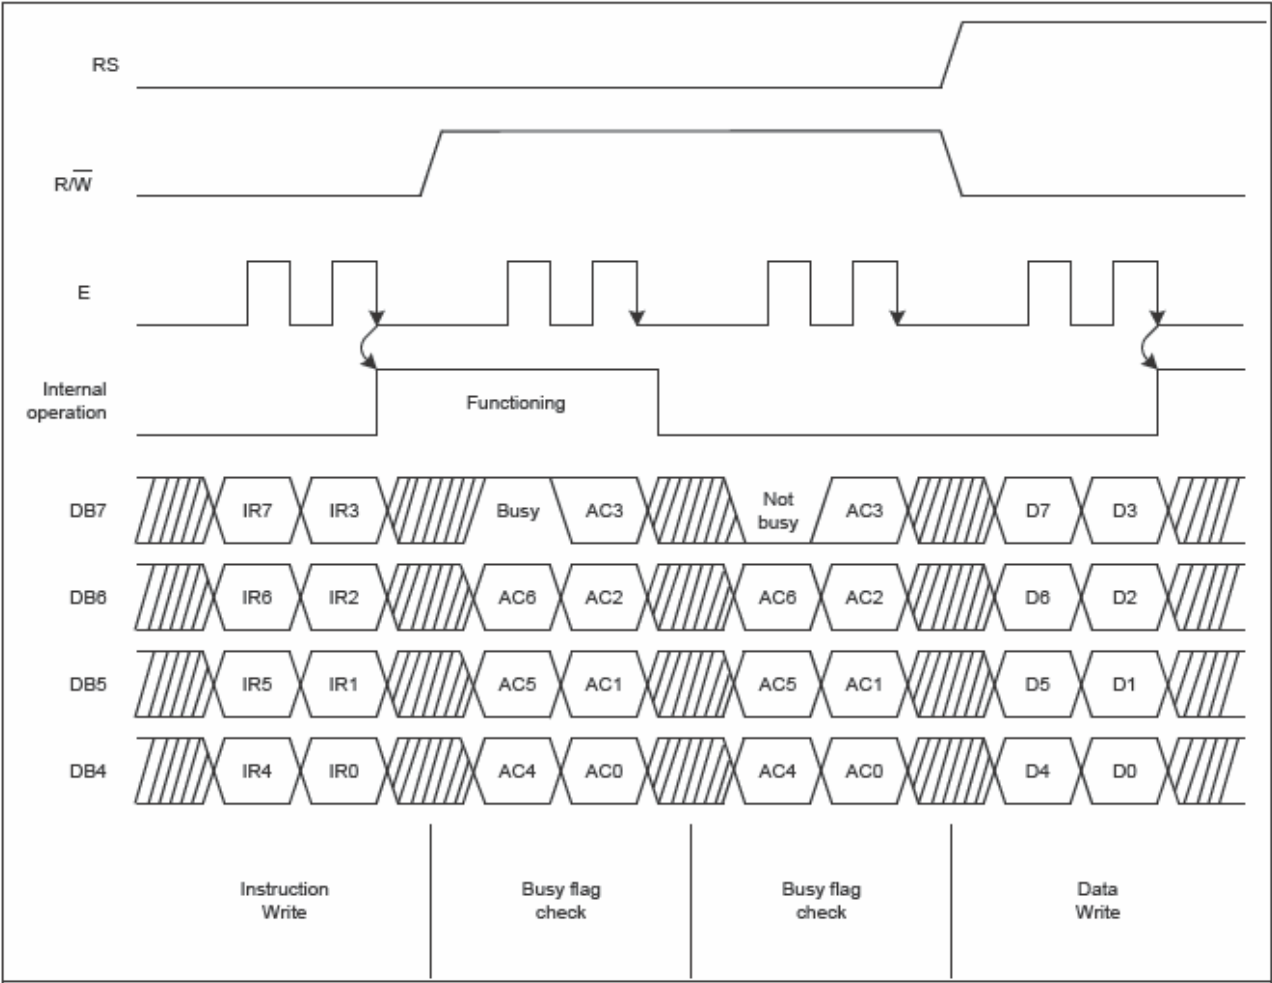 RS
R/W̅
E
Internal
operation
Functioning
DB7 IR7 IR3 Busy AC3 Not busy AC3 D7 D3
DB6 IR6 IR2 AC6 AC2 AC6 AC2 D6 D2
DB5 IR5 IR1 AC5 AC1 AC5 AC1 D5 D1
DB4 IR4 IR0 AC4 AC0 AC4 AC0 D4 D0
Instruction
Write
Busy flag
check
Busy flag
check
Data
Write